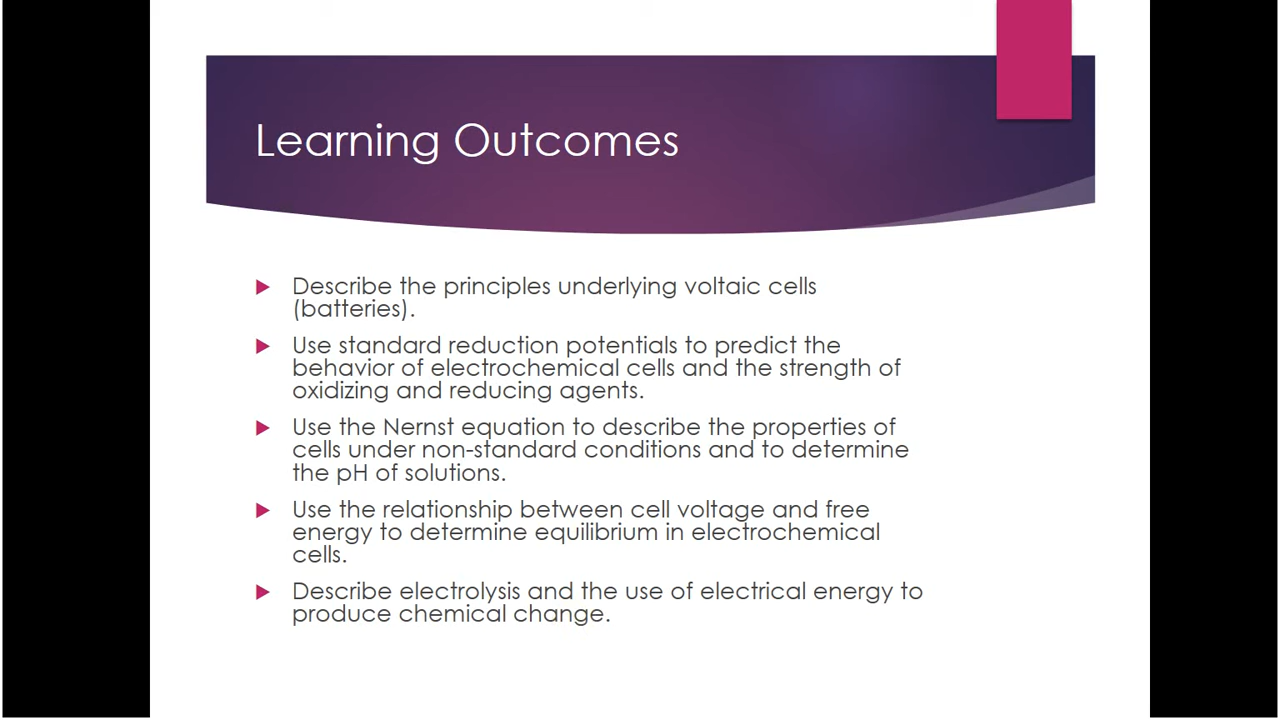 Learning Outcomes
Describe the principles underlying voltaic cells
(batteries).
Use standard reduction potentials to predict the
behavior of electrochemical cells and the strength of
oxidizing and reducing agents.
Use the Nernst equation to describe the properties of
cells under non-standard conditions and to determine
the pH of solutions.
Use the relationship between cell voltage and free
energy to determine equilibrium in electrochemical
cells.
Describe electrolysis and the use of electrical energy to
produce chemical change.